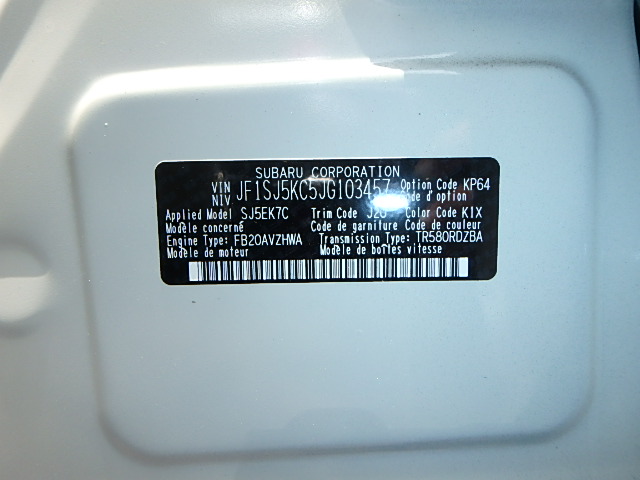 SUBARU CORPORATION
VIN NIV JF1SJ5KC5JG103457 Option Code KP64
Code d'option
Applied Model SJ5EK7C Trim Code J20 Color Code K1X
Modèle concerné Code de garniture Code de couleur
Engine Type: FB20AVZHWA Transmission Type: TR580RDZBA
Modèle de moteur Modèle de boîtes vitesse